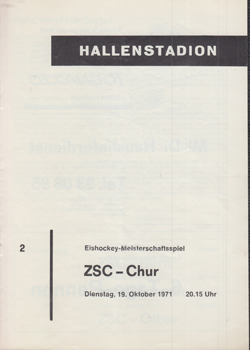 HALLENSTADION
2
Eishockey-Meisterschaftsspiel
ZSC – Chur
Dienstag, 19. Oktober 1971 20.15 Uhr